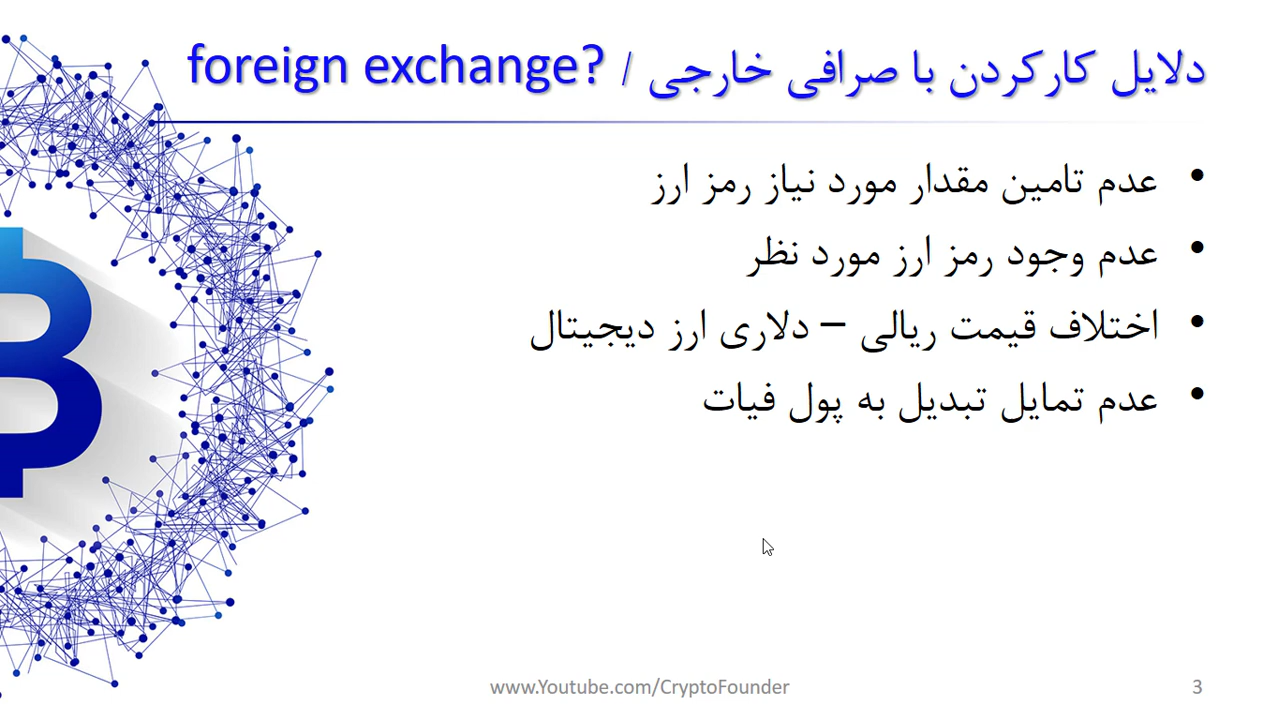 دلایل کارکردن با صرافی خارجی / foreign exchange?
• عدم تامین مقدار مورد نیاز رمز ارز
• عدم وجود رمز ارز مورد نظر
• اختلاف قیمت ریالی – دلاری ارز دیجیتال
• عدم تمایل تبدیل به پول فیات
www.Youtube.com/CryptoFounder
3